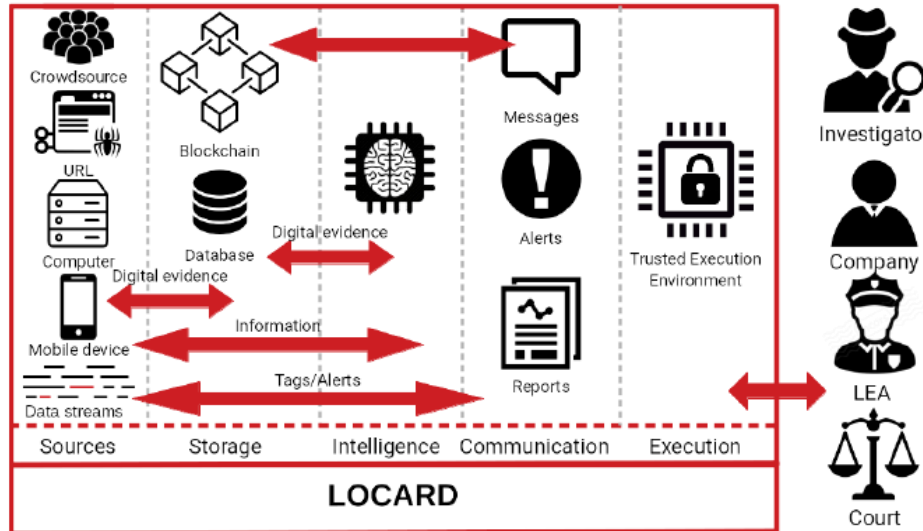 Crowdsource
URL
Computer
Mobile device
Data streams
Blockchain
Database
Digital evidence
Digital evidence
Information
Tags/Alerts
Messages
Alerts
Reports
Trusted Execution
Environment
Sources
Storage
Intelligence
Communication
Execution
LOCARD
Investigato
Company
LEA
Court